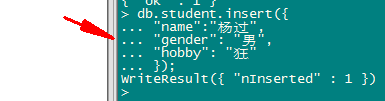 { "ok" : 1 }
> db.student.insert({
... "name":"杨过",
... "gender": "男",
... "hobby": "狂"
... });
WriteResult({ "nInserted" : 1 })
>